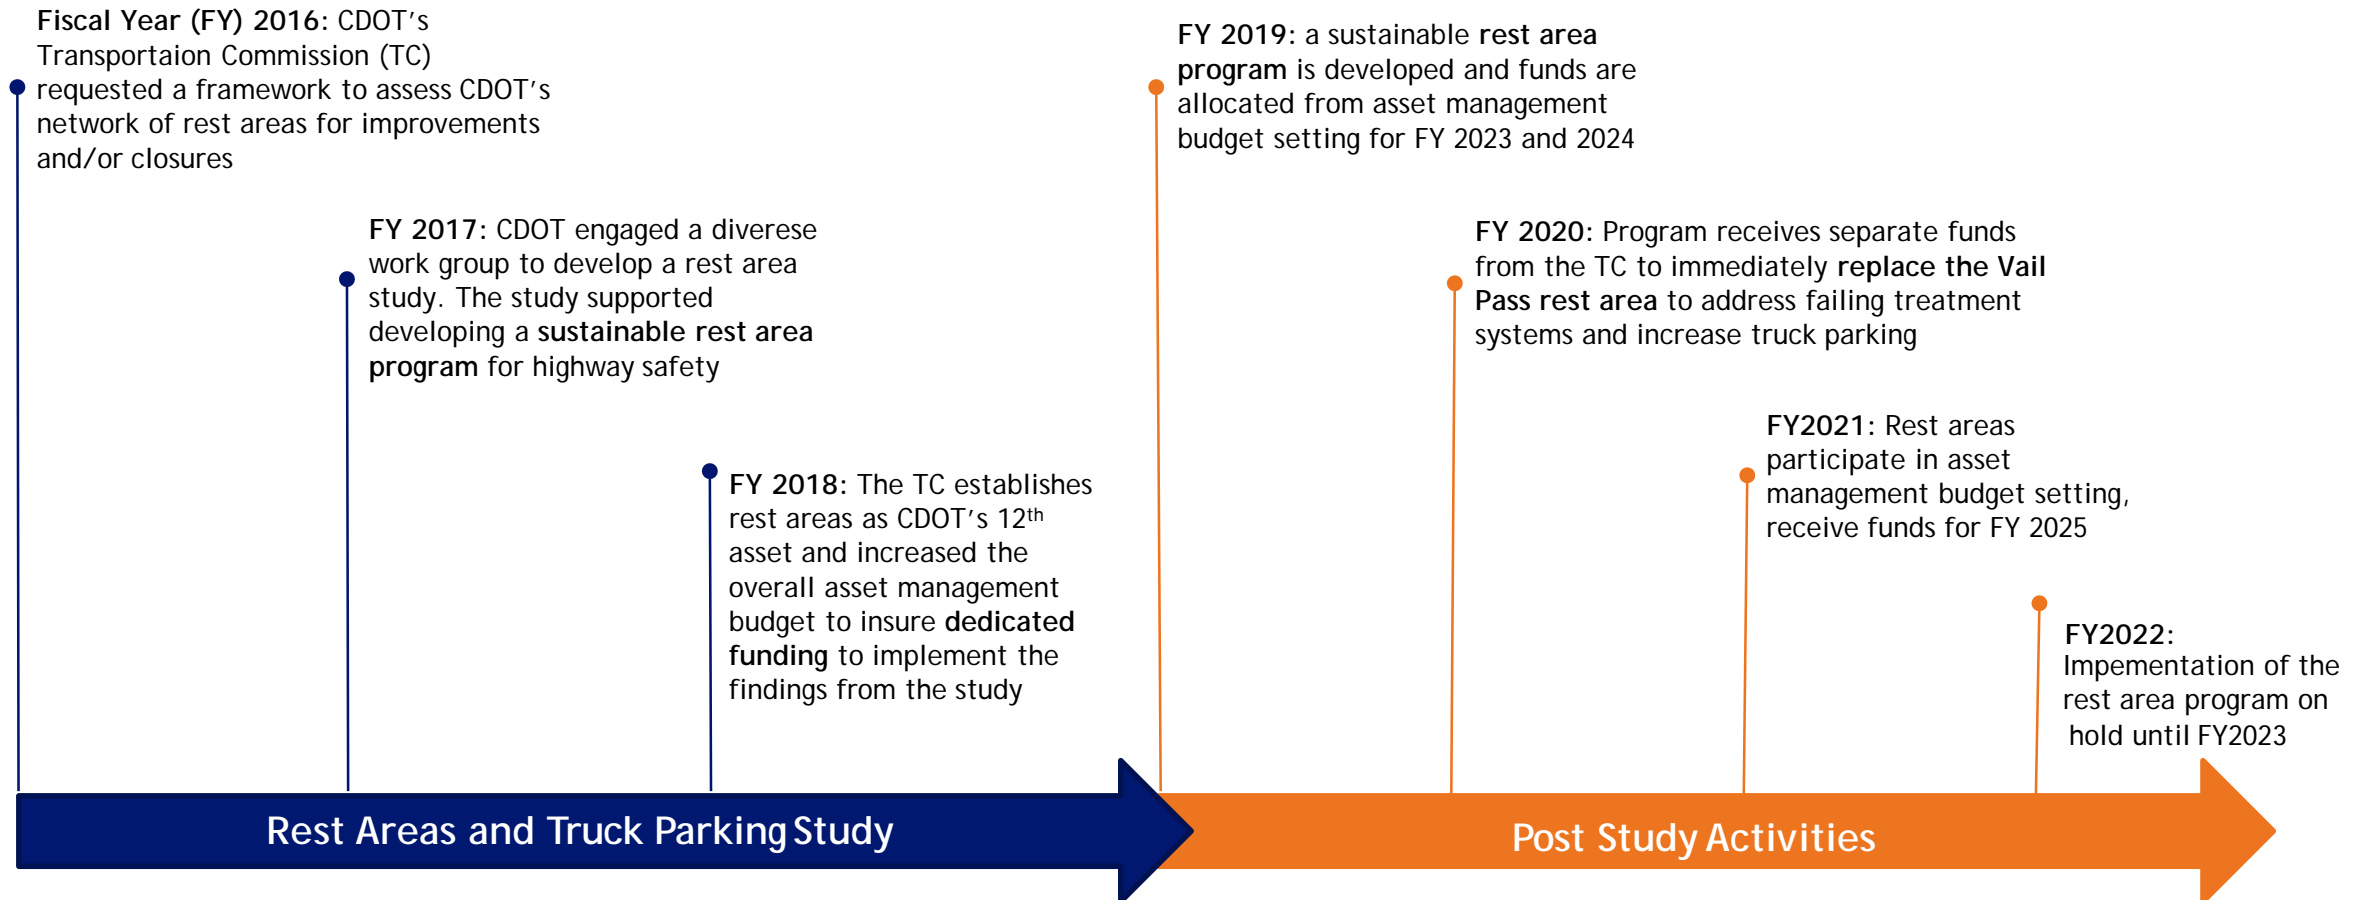 Fiscal Year (FY) 2016: CDOT’s
Transportaion Commission (TC)
requested a framework to assess CDOT’s
network of rest areas for improvements
and/or closures
FY 2017: CDOT engaged a diverese
work group to develop a rest area
study. The study supported
developing a sustainable rest area
program for highway safety
FY 2018: The TC establishes
rest areas as CDOT’s 12th
asset and increased the
overall asset management
budget to insure dedicated
funding to implement the
findings from the study
FY 2019: a sustainable rest area
program is developed and funds are
allocated from asset management
budget setting for FY 2023 and 2024
FY 2020: Program receives separate funds
from the TC to immediately replace the Vail
Pass rest area to address failing treatment
systems and increase truck parking
FY2021: Rest areas
participate in asset
management budget setting,
receive funds for FY 2025
FY2022:
Impementation of the
rest area program on
hold until FY2023
Rest Areas and Truck Parking Study
Post Study Activities